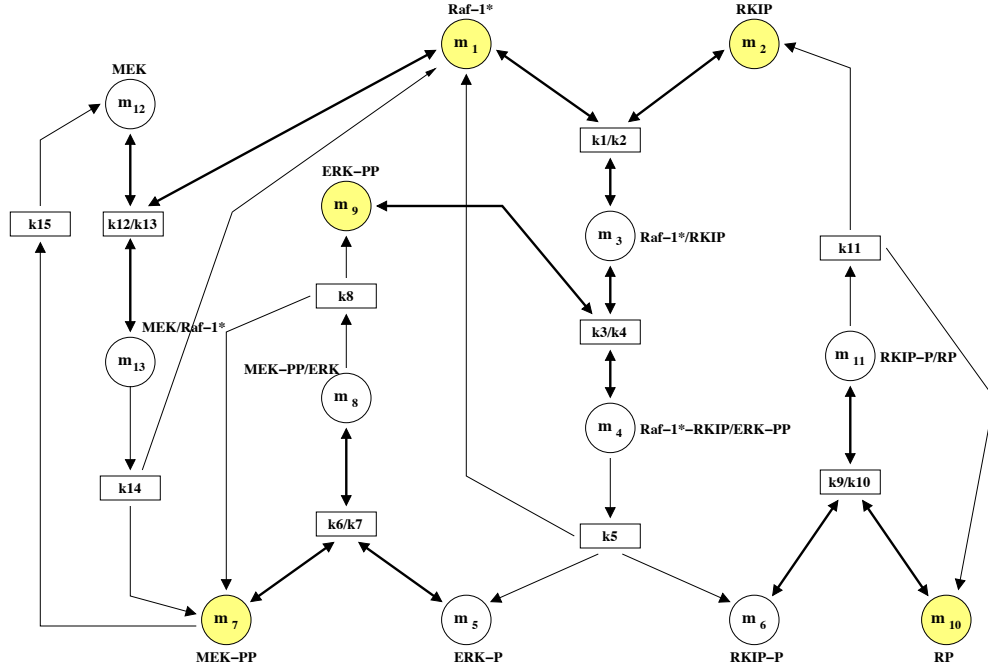 Raf−1*
RKIP
m 1
m 2
MEK
m 12
k1/k2
ERK−PP
m 9
k15
k12/k13
m 3
Raf−1*/RKIP
k11
k8
MEK/Raf−1*
k3/k4
m 13
MEK−PP/ERK
m 11
RKIP−P/RP
m 8
m 4
Raf−1*−RKIP/ERK−PP
k14
k9/k10
k6/k7
k5
m 7
m 5
m 6
m 10
MEK−PP
ERK−P
RKIP−P
RP